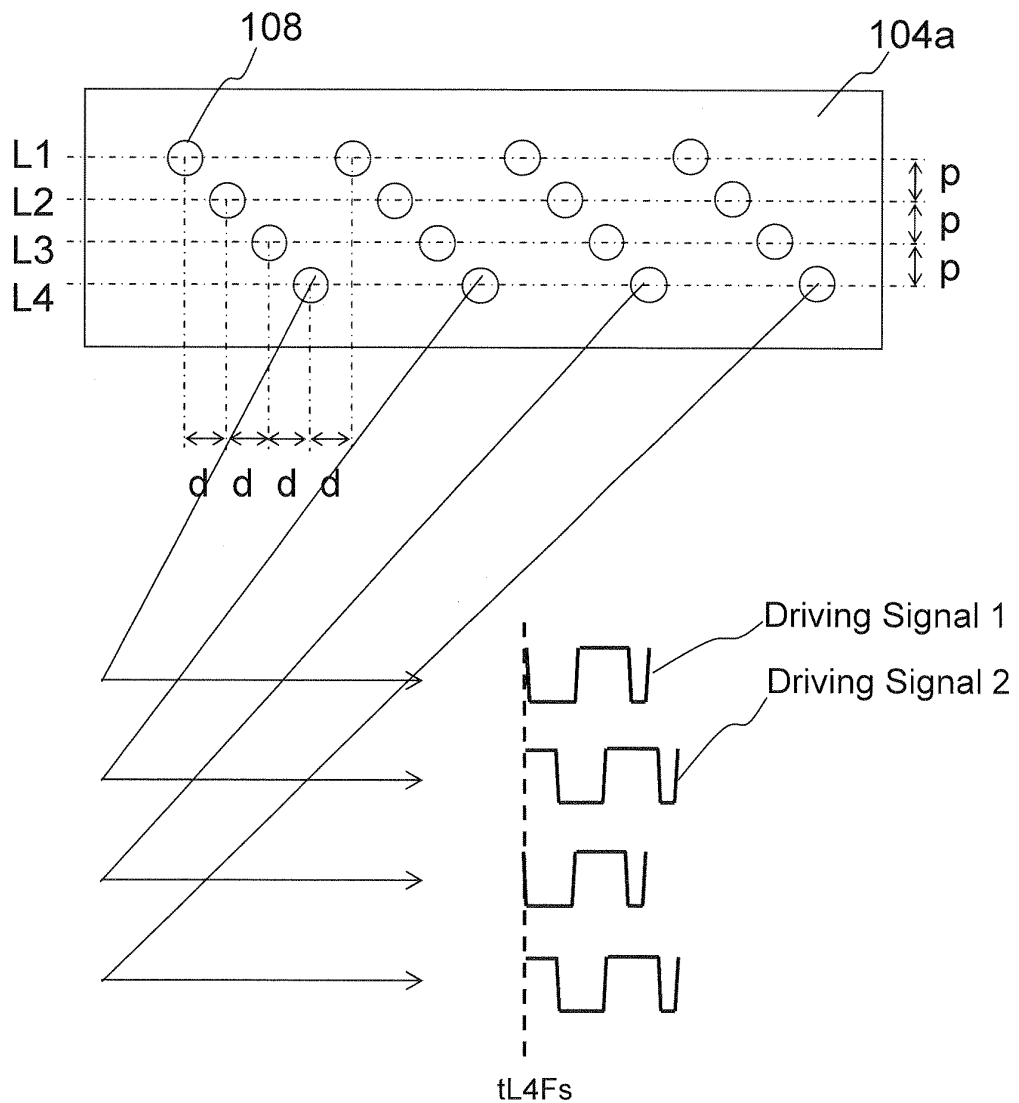 108
104a
L1
L2
L3
L4
p
p
p
d d d d
Driving Signal 1
Driving Signal 2
tL4Fs